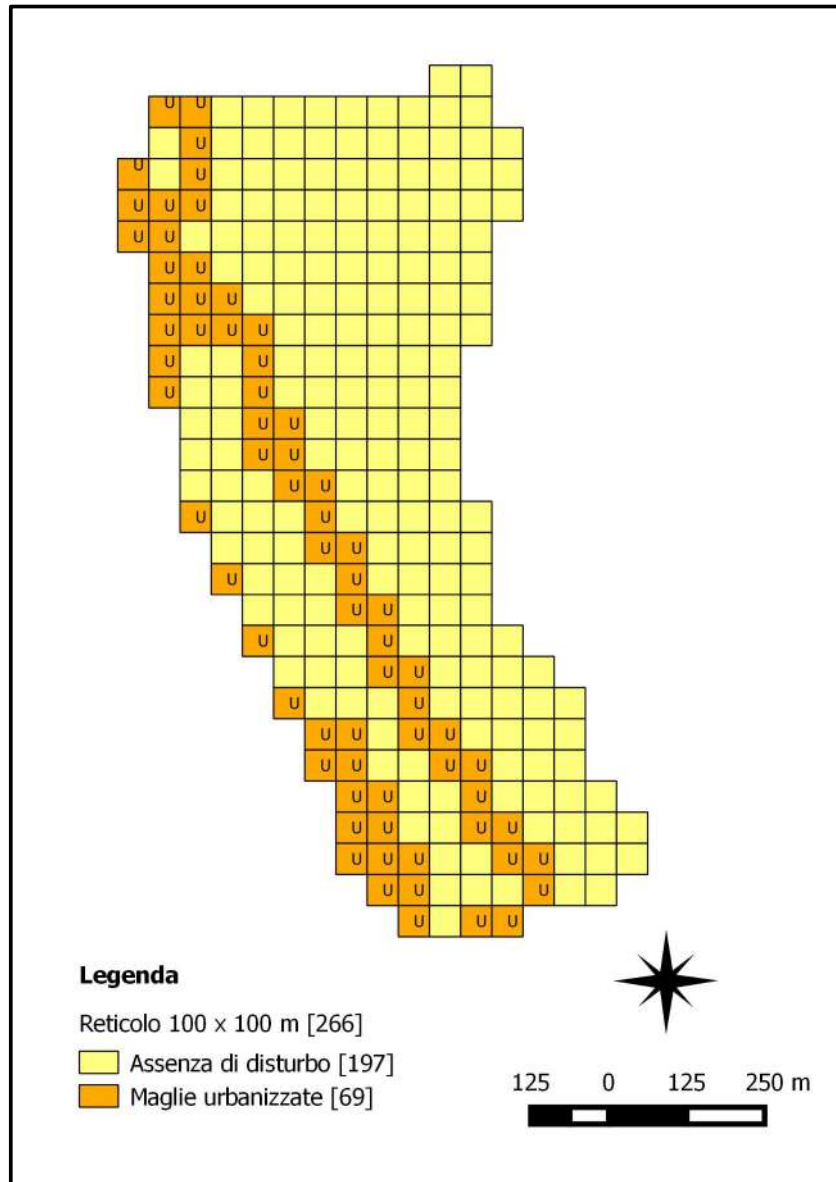 U U
U
U U
U U U
U U
U U
U U U
U U U U
U U
U U
U U
U U
U U
U U
U U
U U
U U
U U
U U
U U
U U U U
U U U U
U U U
U U U U
U U U U U
U U U
U U U
Legenda
Reticolo 100 x 100 m [266]
Assenza di disturbo [197]
Maglie urbanizzate [69]
125 0 125 250 m